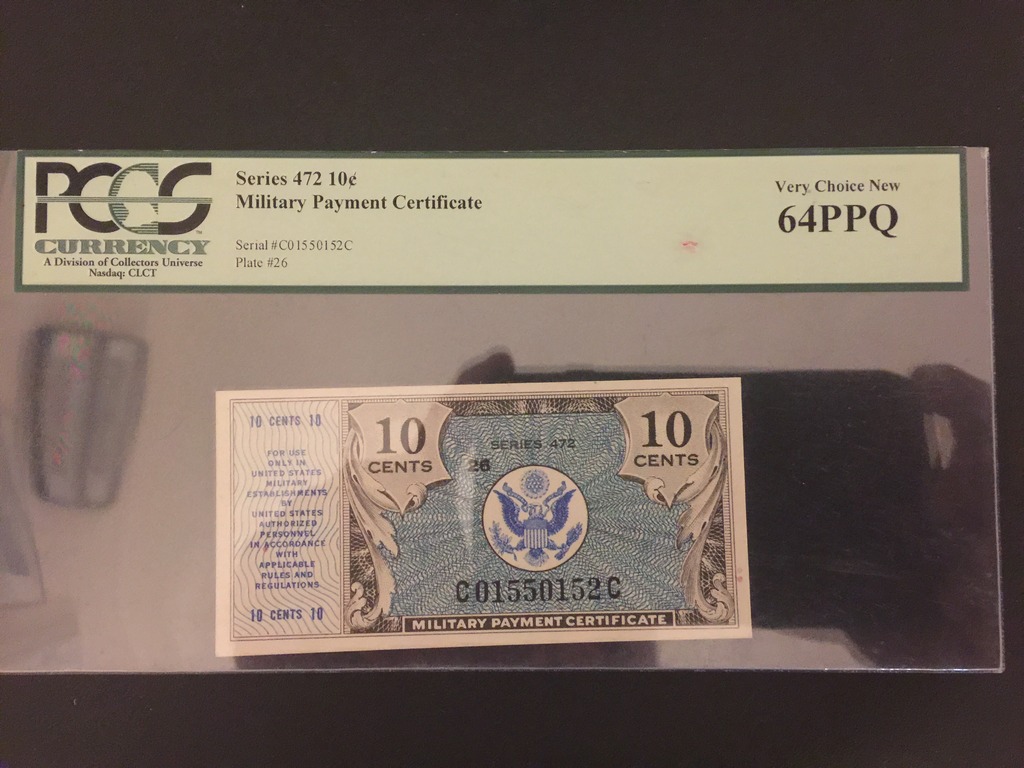 PCGS
CURRENCY
A Division of Collectors Universe
Nasdaq: CLCT
Series 472 10¢
Military Payment Certificate
Serial #C01550152C
Plate #26
Very Choice New
64PPQ
10 CENTS 10
FOR USE
ONLY IN
UNITED STATES
MILITARY
ESTABLISHMENTS
BY
UNITED STATES
AUTHORIZED
PERSONNEL
IN ACCORDANCE
WITH
APPLICABLE
RULES AND
REGULATIONS
10 CENTS 10
10
CENTS
SERIES 472
26
10
CENTS
C01550152C
MILITARY PAYMENT CERTIFICATE